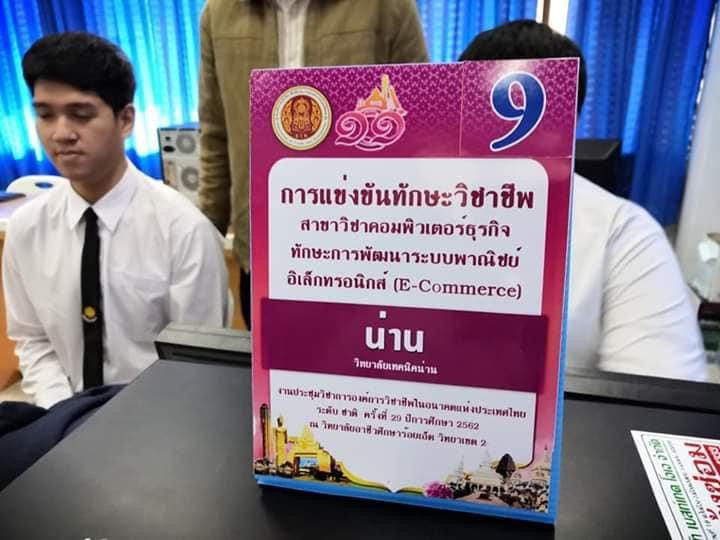 ๑๑
9
การแข่งขันทักษะวิชาชีพ
สาขาวิชาคอมพิวเตอร์ธุรกิจ
ทักษะการพัฒนาระบบพาณิชย์
อิเล็กทรอนิกส์ (E-Commerce)
น่าน
วิทยาลัยเทคนิคน่าน
งานประชุมวิชาการองค์การวิชาชีพในอนาคตแห่งประเทศไทย
ระดับ ชาติ ครั้งที่ 29 ปีการศึกษา 2562
ณ วิทยาลัยอาชีวศึกษาร้อยเอ็ด วิทยาเขต 2